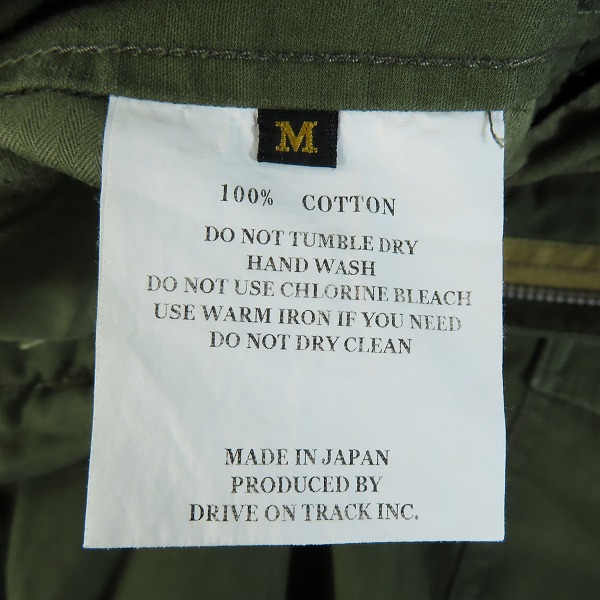 M
100% COTTON
DO NOT TUMBLE DRY
HAND WASH
DO NOT USE CHLORINE BLEACH
USE WARM IRON IF YOU NEED
DO NOT DRY CLEAN
MADE IN JAPAN
PRODUCED BY
DRIVE ON TRACK INC.